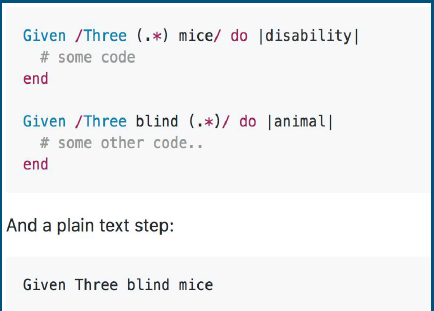 Given /Three (.*) mice/ do |disability|
# some code
end
Given /Three blind (.*)/ do |animal|
# some other code..
end
And a plain text step:
Given Three blind mice